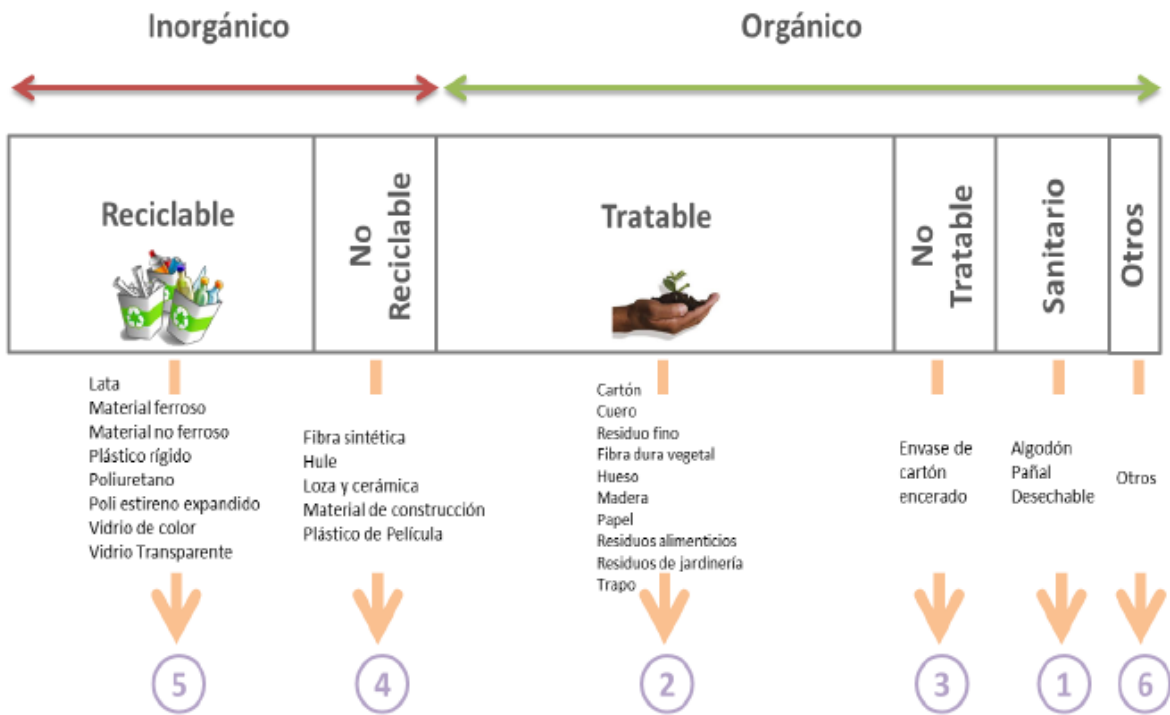 Inorgánico
Orgánico
Reciclable
No
Reciclable
Tratable
No
Tratable
Sanitario
Otros
Lata
Material ferroso
Material no ferroso
Plástico rígido
Poliuretano
Poli estireno expandido
Vidrio de color
Vidrio Transparente
Fibra sintética
Hule
Loza y cerámica
Material de construcción
Plástico de Película
Cartón
Cuero
Residuo fino
Fibra dura vegetal
Hueso
Madera
Papel
Residuos alimenticios
Residuos de jardinería
Trapo
Envase de
cartón
encerado
Algodón
Pañal
Desechable
Otros
5
4
2
3
1
6